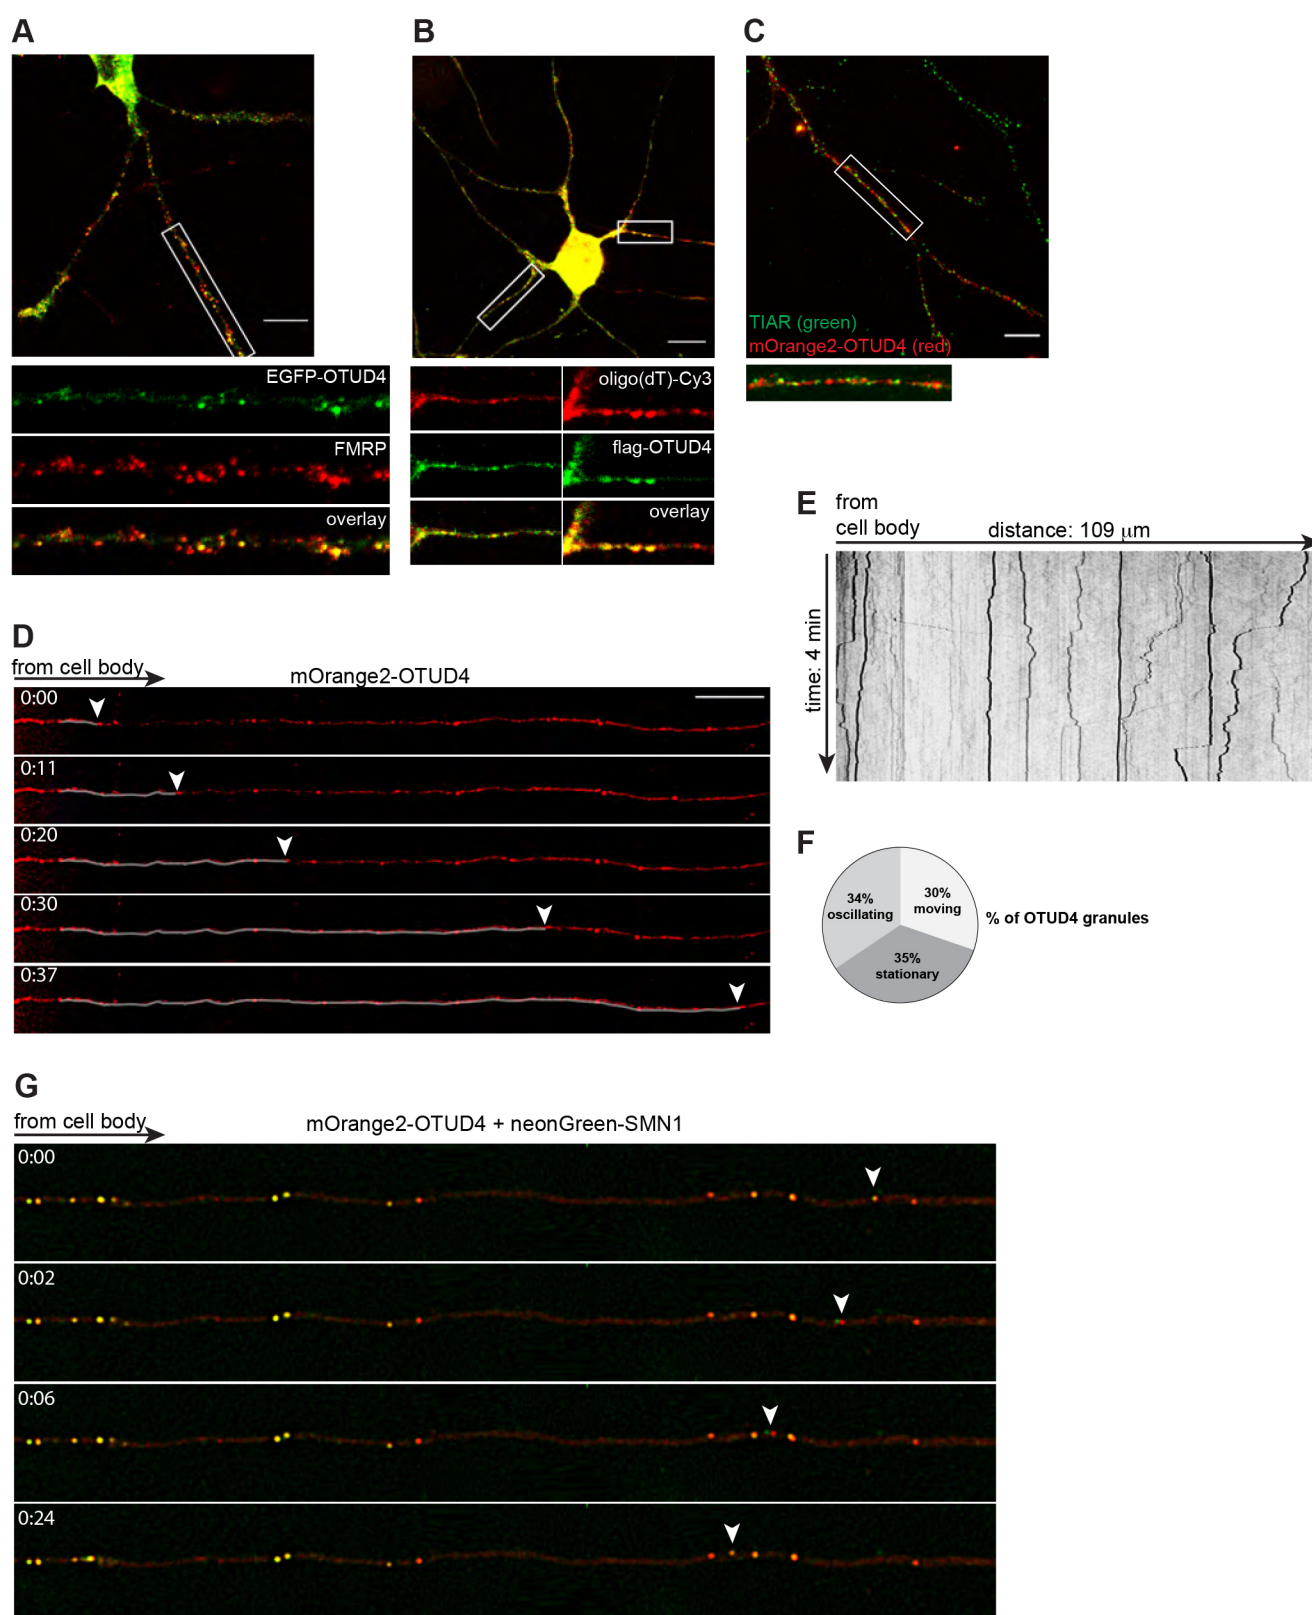 A
B
C
TIAR (green)
mOrange2-OTUD4 (red)
EGFP-OTUD4
FMRP
overlay
oligo(dT)-Cy3
flag-OTUD4
overlay
E
from
cell body
distance: 109 μm
time: 4 min
D
from cell body
mOrange2-OTUD4
0:00
0:11
0:20
0:30
0:37
F
34%
oscillating
30%
moving
35%
stationary
% of OTUD4 granules
G
from cell body
mOrange2-OTUD4 + neonGreen-SMN1
0:00
0:02
0:06
0:24